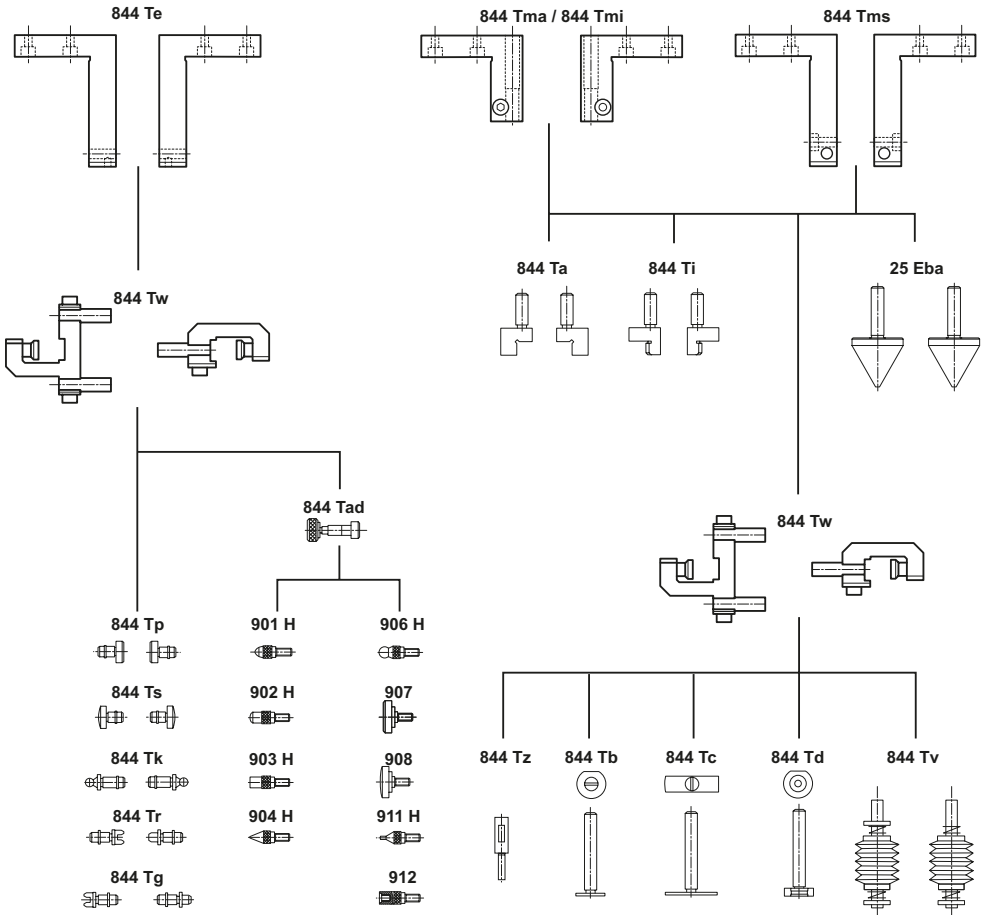 844 Te
844 Tma / 844 Tmi
844 Tms
844 Ta
844 Ti
25 Eba
844 Tw
844 Tad
844 Tw
844 Tp
901 H
906 H
844 Ts
902 H
907
844 Tk
903 H
908
844 Tr
904 H
911 H
844 Tg
912
844 Tz
844 Tb
844 Tc
844 Td
844 Tv